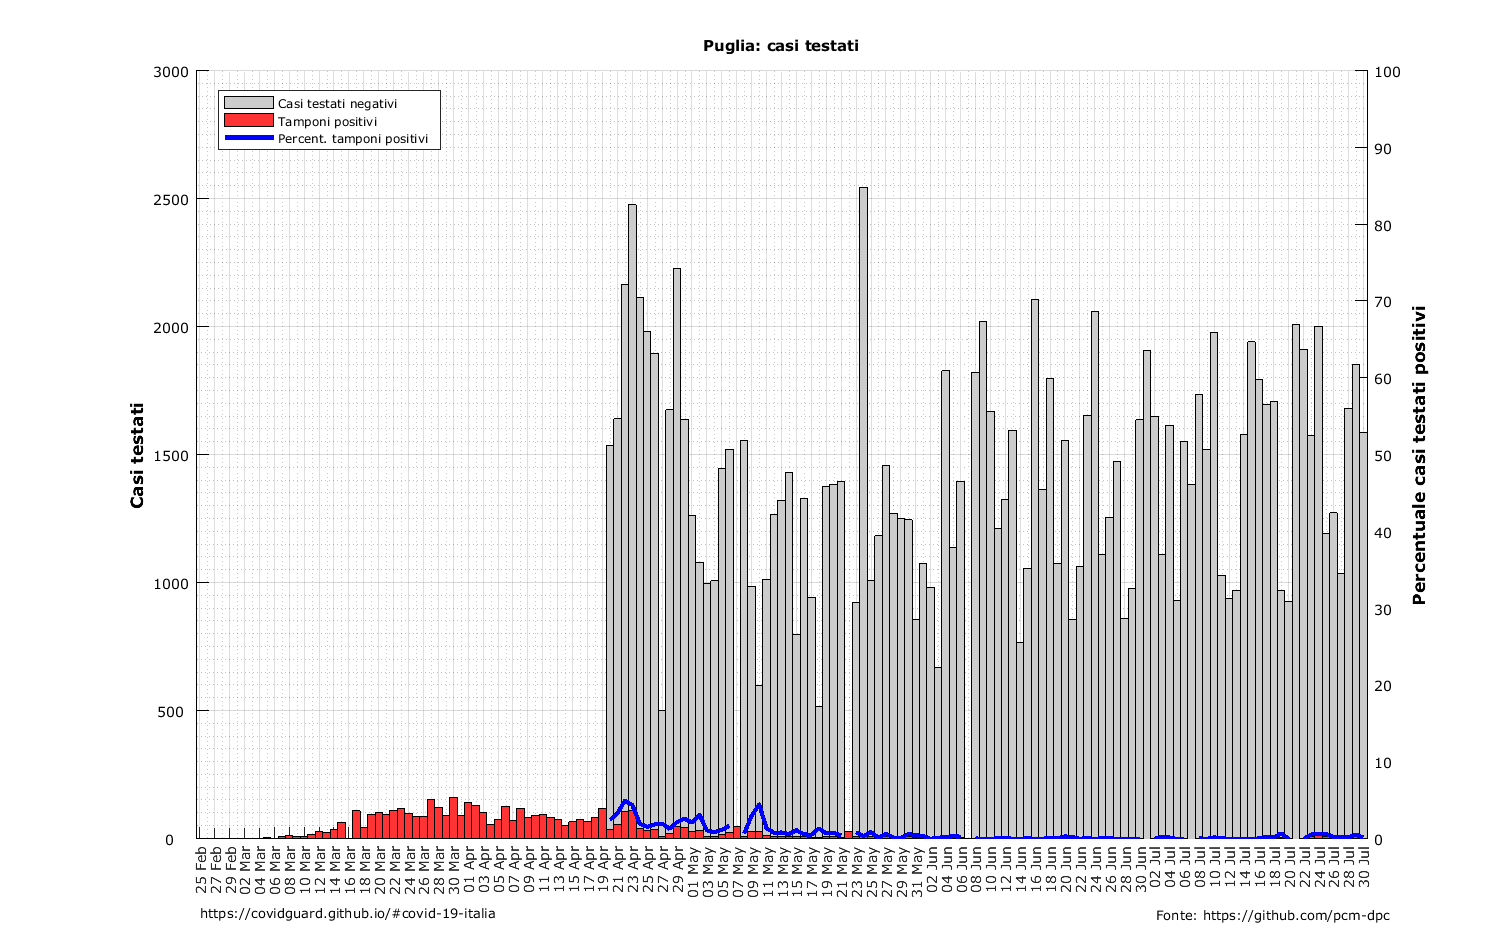 Puglia: casi testati
3000
2500
2000
1500
1000
500
0
Casi testati
Casi testati negativi
Tamponi positivi
Percent. tamponi positivi
100
90
80
70
60
50
40
30
20
10
0
Percentuale casi testati positivi
25 Feb
27 Feb
29 Feb
02 Mar
04 Mar
06 Mar
08 Mar
10 Mar
12 Mar
14 Mar
16 Mar
18 Mar
20 Mar
22 Mar
24 Mar
26 Mar
28 Mar
30 Mar
01 Apr
03 Apr
05 Apr
07 Apr
09 Apr
11 Apr
13 Apr
15 Apr
17 Apr
19 Apr
21 Apr
23 Apr
25 Apr
27 Apr
29 Apr
01 May
03 May
05 May
07 May
09 May
11 May
13 May
15 May
17 May
19 May
21 May
23 May
25 May
27 May
29 May
31 May
02 Jun
04 Jun
06 Jun
08 Jun
10 Jun
12 Jun
14 Jun
16 Jun
18 Jun
20 Jun
22 Jun
24 Jun
26 Jun
28 Jun
30 Jun
02 Jul
04 Jul
06 Jul
08 Jul
10 Jul
12 Jul
14 Jul
16 Jul
18 Jul
20 Jul
22 Jul
24 Jul
26 Jul
28 Jul
30 Jul
https://covidguard.github.io/#covid-19-italia
Fonte: https://github.com/pcm-dpc